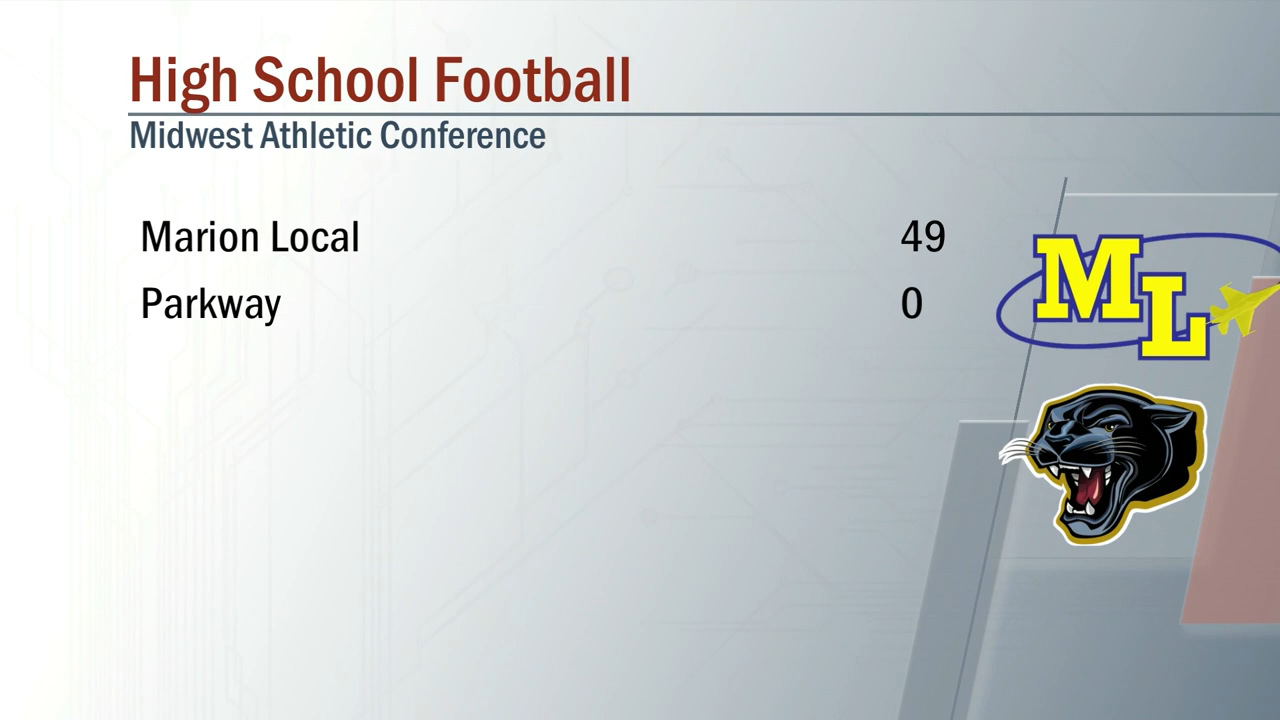 High School Football
Midwest Athletic Conference
Marion Local 49
Parkway 0
ML